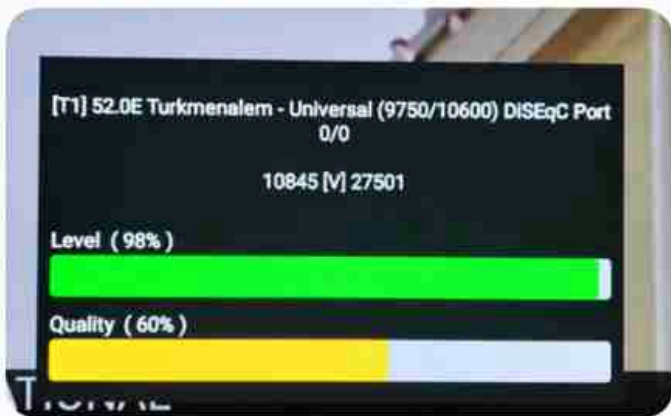 [T1] 52.0E Turkmenalem - Universal (9750/10600) DiSEqC Port
0/0
10845 [V] 27501
Level ( 98% )
Quality ( 60% )